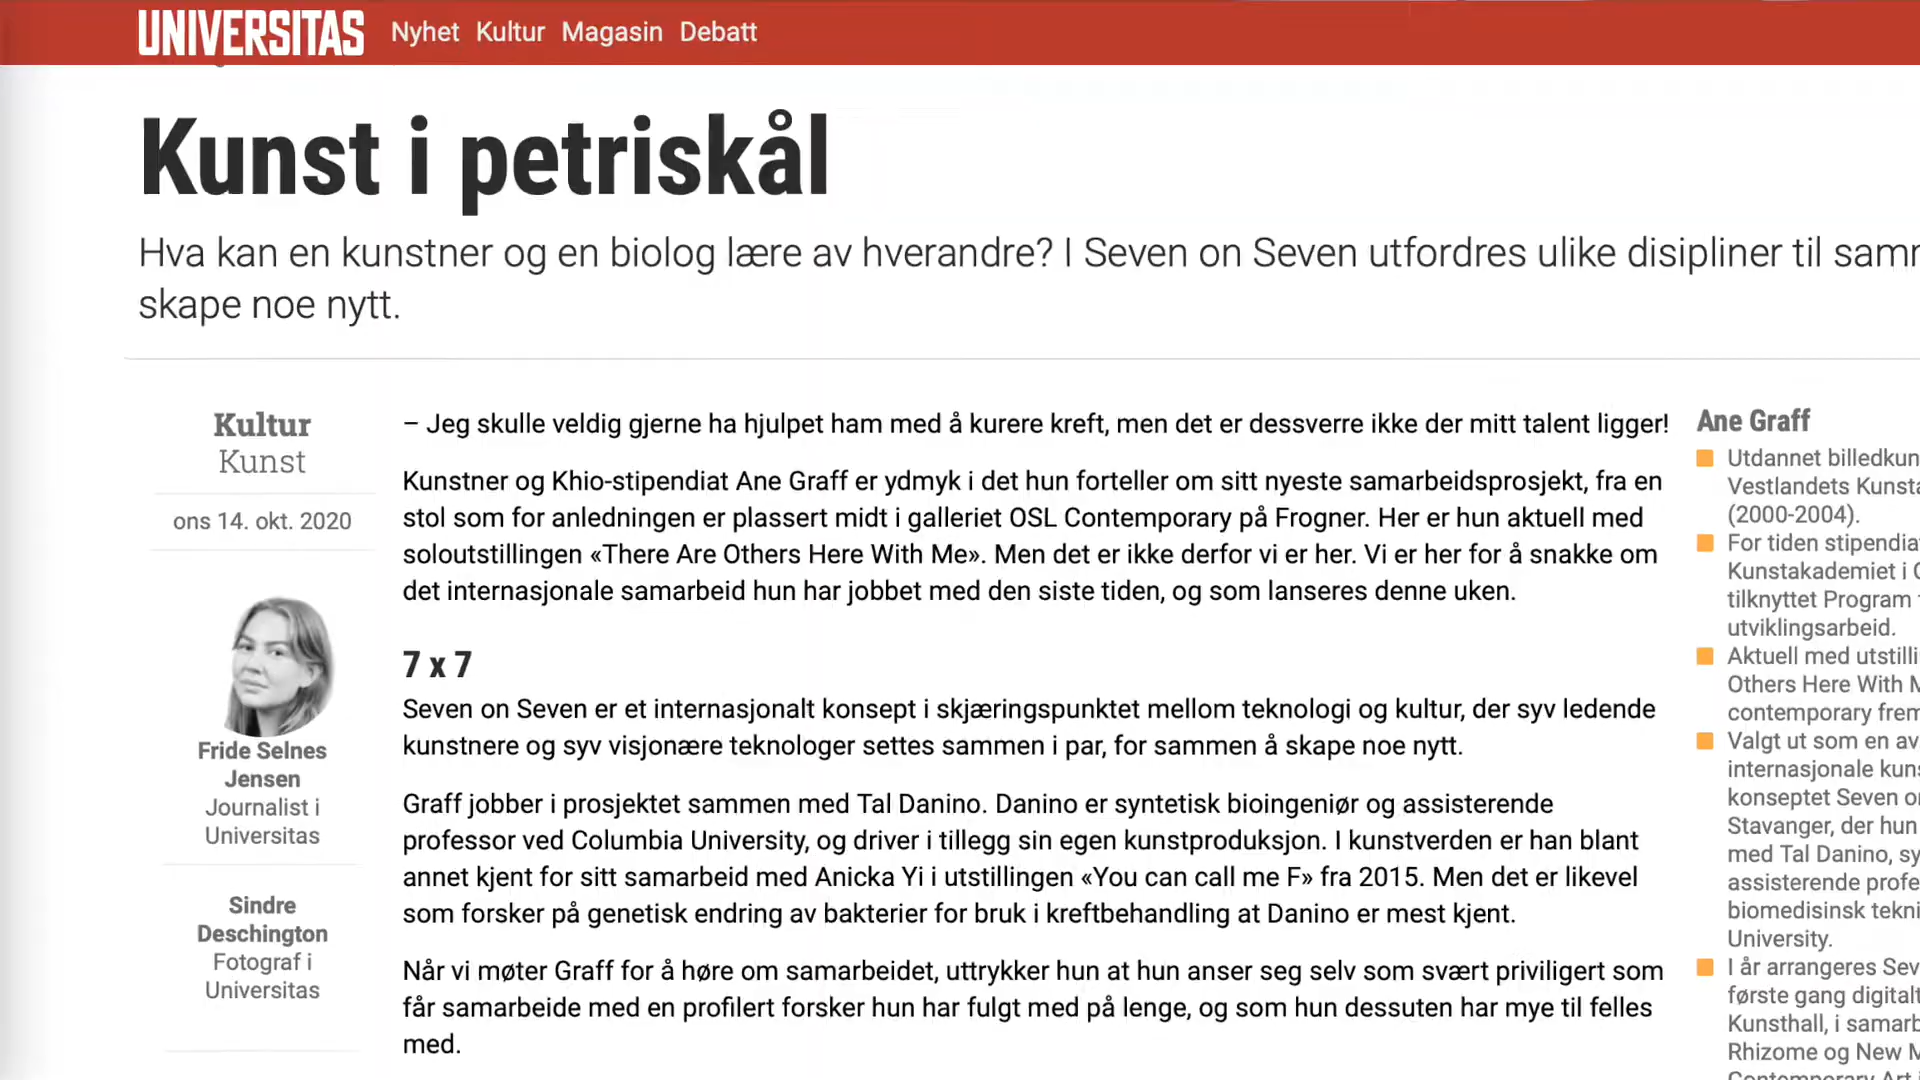 UNIVERSITAS Nyhet Kultur Magasin Debatt
Kunst i petriskål
Hva kan en kunstner og en biolog lære av hverandre? I Seven on Seven utfordres ulike disipliner til
skape noe nytt.
Kultur
Kunst
ons 14. okt. 2020
Fride Selnes
Jensen
Journalist i
Universitas
Sindre
Deschington
Fotograf i
Universitas
– Jeg skulle veldig gjerne ha hjulpet ham med å kurere kreft, men det er dessverre ikke der mitt talent ligger!
Kunstner og Khio-stipendiat Ane Graff er ydmyk i det hun forteller om sitt nyeste samarbeidsprosjekt, fra en
stol som for anledningen er plassert midt i galleriet OSL Contemporary på Frogner. Her er hun aktuell med
soloutstillingen «There Are Others Here With Me». Men det er ikke derfor vi er her. Vi er her for å snakke om
det internasjonale samarbeid hun har jobbet med den siste tiden, og som lanseres denne uken.
7 x 7
Seven on Seven er et internasjonalt konsept i skjæringspunktet mellom teknologi og kultur, der syv ledende
kunstnere og syv visjonære teknologer settes sammen i par, for sammen å skape noe nytt.
Graff jobber i prosjektet sammen med Tal Danino. Danino er syntetisk bioingeniør og assisterende
professor ved Columbia University, og driver i tillegg sin egen kunstproduksjon. I kunstverden er han blant
annet kjent for sitt samarbeid med Anicka Yi i utstillingen «You can call me F» fra 2015. Men det er likevel
som forsker på genetisk endring av bakterier for bruk i kreftbehandling at Danino er mest kjent.
Når vi møter Graff for å høre om samarbeidet, uttrykker hun at hun anser seg selv som svært priviligert som
får samarbeide med en profilert forsker hun har fulgt med på lenge, og som hun dessuten har mye til felles
med.
Ane Graff
Utdannet
Vestlandets
(2000-2004).
For tiden
Kunstakademiet i
tilknyttet Program
utviklingsarbeid.
Aktuell med
Others Here With
contemporary
Valgt ut som en av
internasjonale
konseptet Seven
Stavanger, der hun
med Tal Danino,
assisterende
biomedisinsk
University.
I år arrangeres
første gang
Kunsthall, i
Rhizome og New